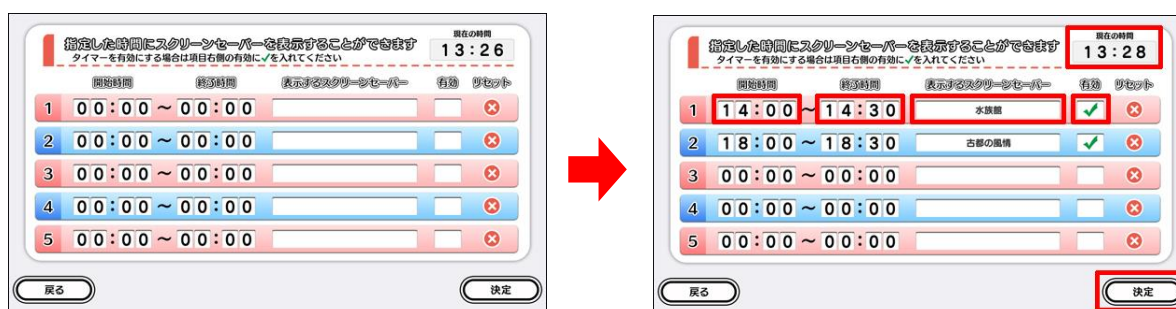 指定した時間にスクリーンセーバーを表示することができます
タイマーを有効にする場合は項目右側の有効に✓を入れてください
現在の時間
13:26
開始時間 終了時間 表示するスクリーンセーバー 有効 リセット
1 00:00 ～ 00:00
2 00:00 ～ 00:00
3 00:00 ～ 00:00
4 00:00 ～ 00:00
5 00:00 ～ 00:00
戻る 決定
指定した時間にスクリーンセーバーを表示することができます
タイマーを有効にする場合は項目右側の有効に✓を入れてください
現在の時間
13:28
開始時間 終了時間 表示するスクリーンセーバー 有効 リセット
1 14:00 ～ 14:30 水族館 ✓
2 18:00 ～ 18:30 古都の風情 ✓
3 00:00 ～ 00:00
4 00:00 ～ 00:00
5 00:00 ～ 00:00
戻る 決定